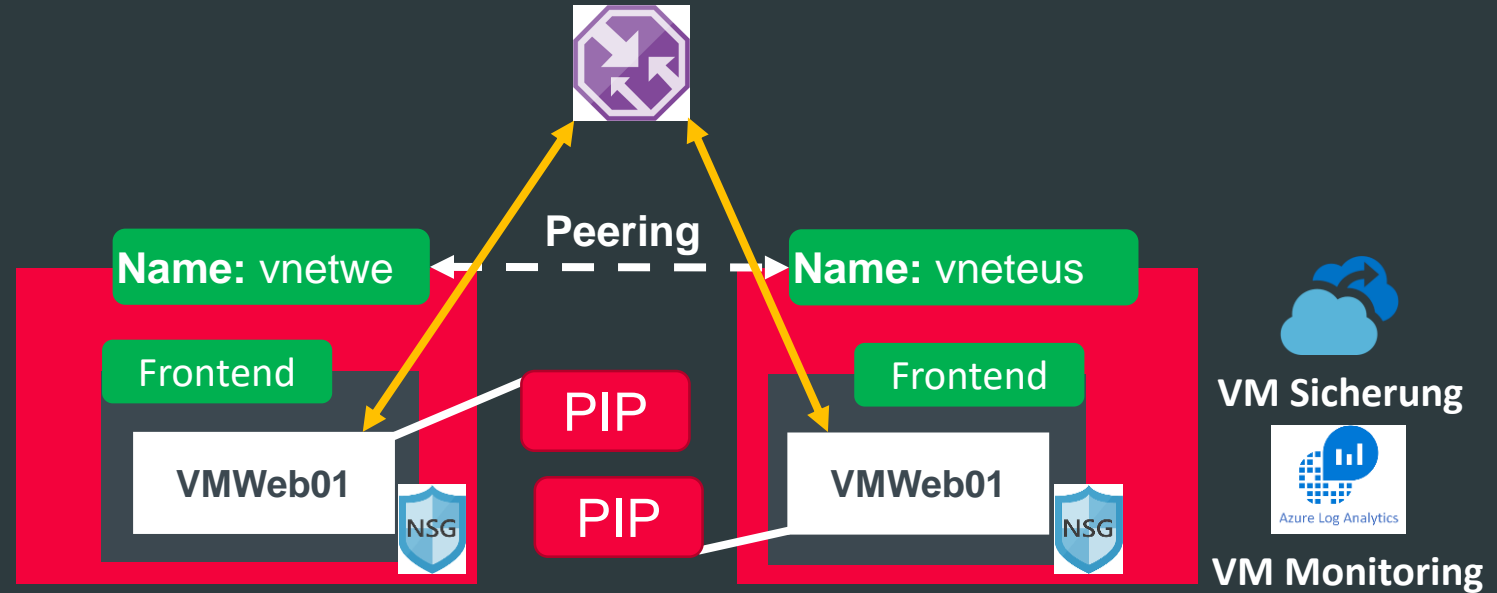 Peering
Name: vnetwe
Name: vneteus
Frontend
Frontend
PIP
VMWeb01
VMWeb01
PIP
NSG
NSG
VM Sicherung
Azure Log Analytics
VM Monitoring